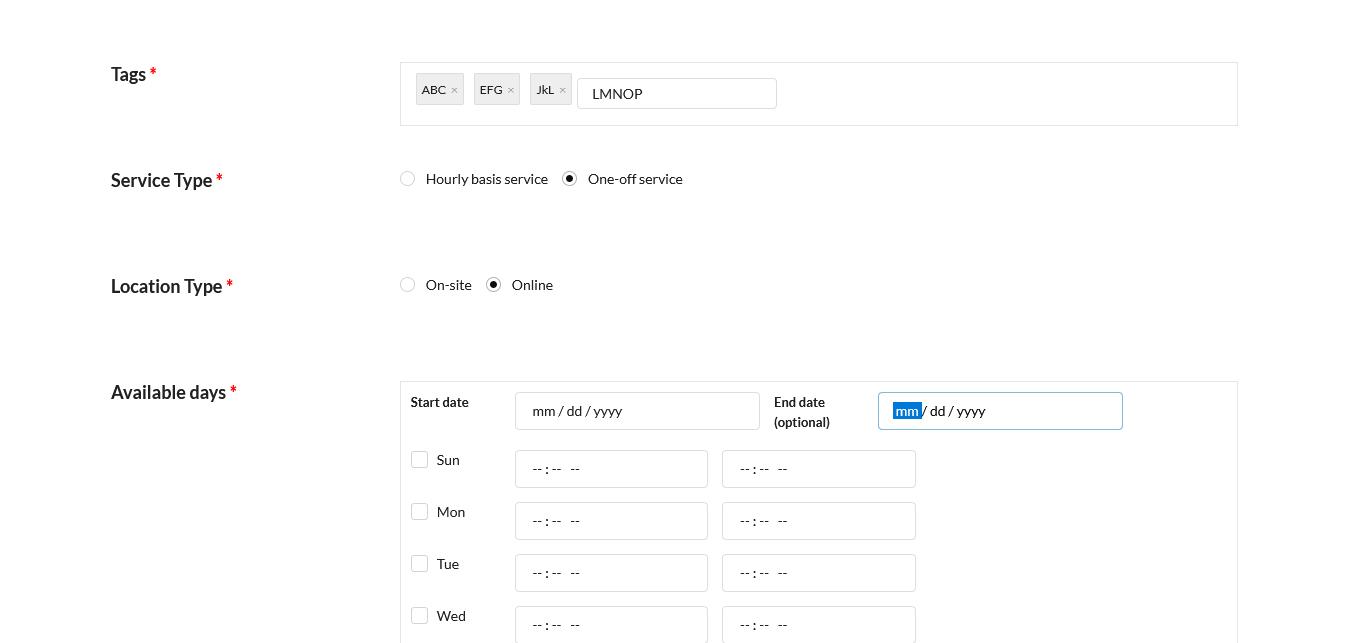 Tags *
ABC × EFG × JkL × LMNOP
Service Type *
Hourly basis service One-off service
Location Type *
On-site Online
Available days *
Start date mm / dd / yyyy End date (optional) mm / dd / yyyy
Sun --:-- -- --:-- --
Mon --:-- -- --:-- --
Tue --:-- -- --:-- --
Wed --:-- -- --:-- --